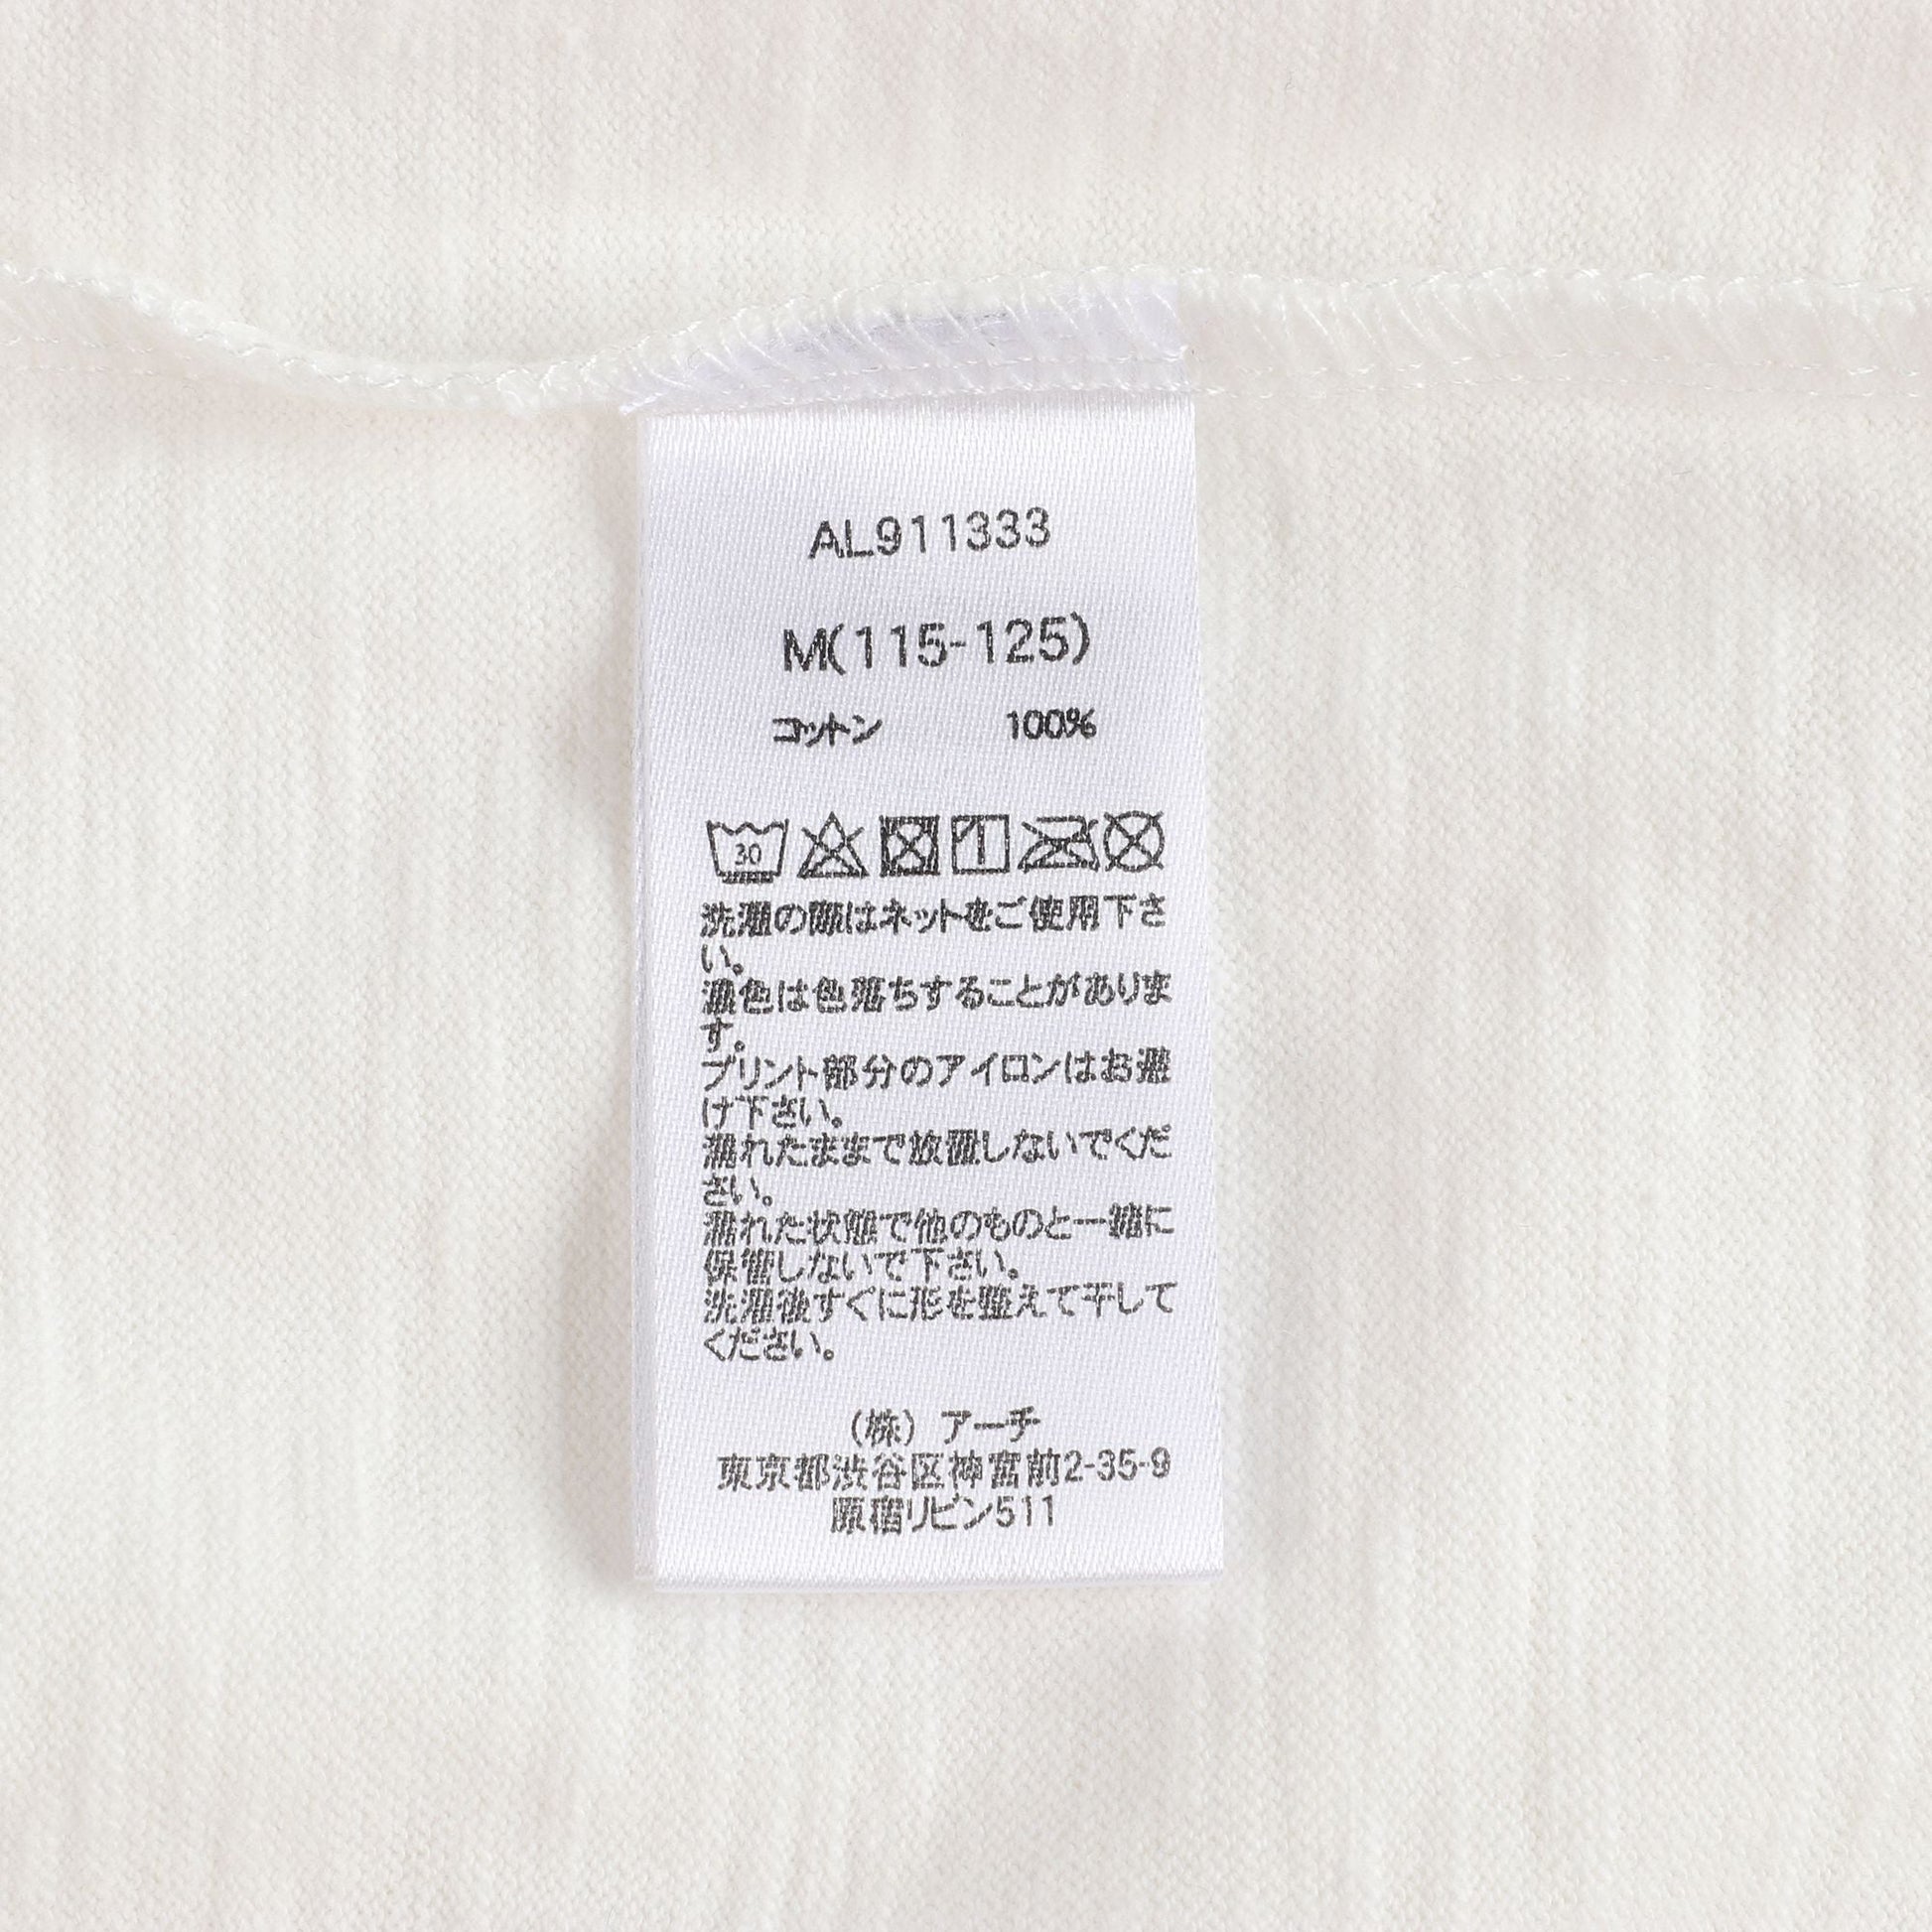 AL911333
M(115-125)
コットン 100%
30
洗濯の際はネットをご使用下さ
い。
濃色は色落ちすることがありま
す。
プリント部分のアイロンはお避
け下さい。
濡れたままで放置しないでくだ
さい。
濡れた状態で他のものと一緒に
保管しないで下さい。
洗濯後すぐに形を整えて干して
ください。
(株) アーチ
東京都渋谷区神宮前2-35-9
原宿リビン511